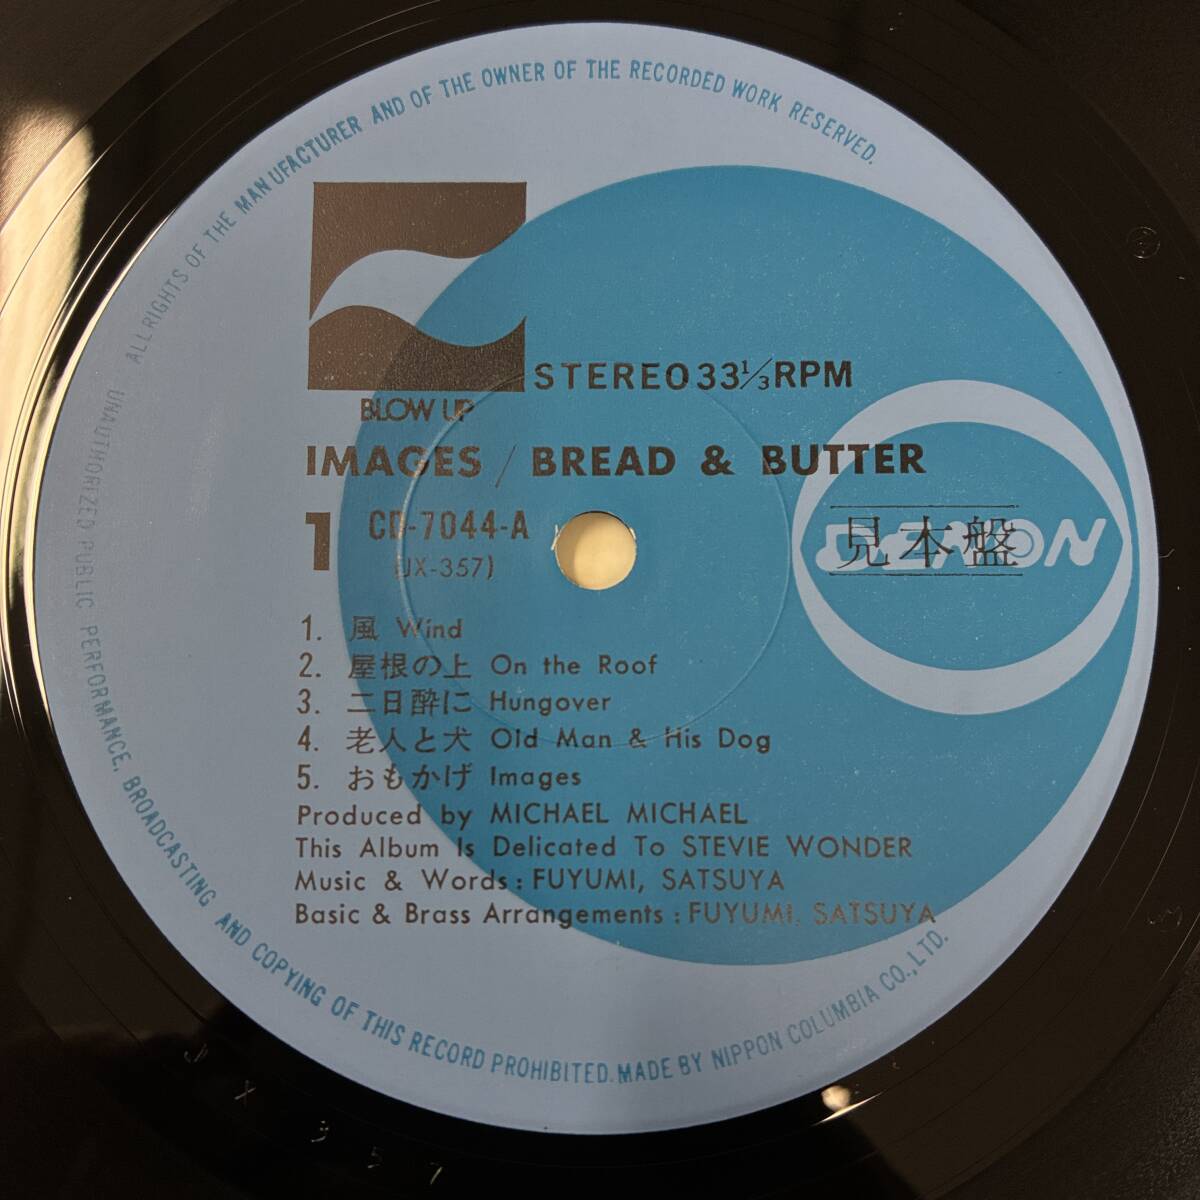 ALL RIGHTS OF THE MANUFACTURER AND OF THE OWNER OF THE RECORDED WORK RESERVED.
UNAUTHORIZED PUBLIC PERFORMANCE, BROADCASTING AND COPYING OF THIS RECORD PROHIBITED. MADE BY NIPPON COLUMBIA CO., LTD.
BLOW UP
STEREO 33 1/3 RPM
IMAGES / BREAD & BUTTER
DENON
見本盤
1 CD-7044-A
(JX-357)
1. 風 Wind
2. 屋根の上 On the Roof
3. 二日酔に Hungover
4. 老人と犬 Old Man & His Dog
5. おもかげ Images
Produced by MICHAEL MICHAEL
This Album Is Delicated To STEVIE WONDER
Music & Words : FUYUMI, SATSUYA
Basic & Brass Arrangements : FUYUMI, SATSUYA
JX 357